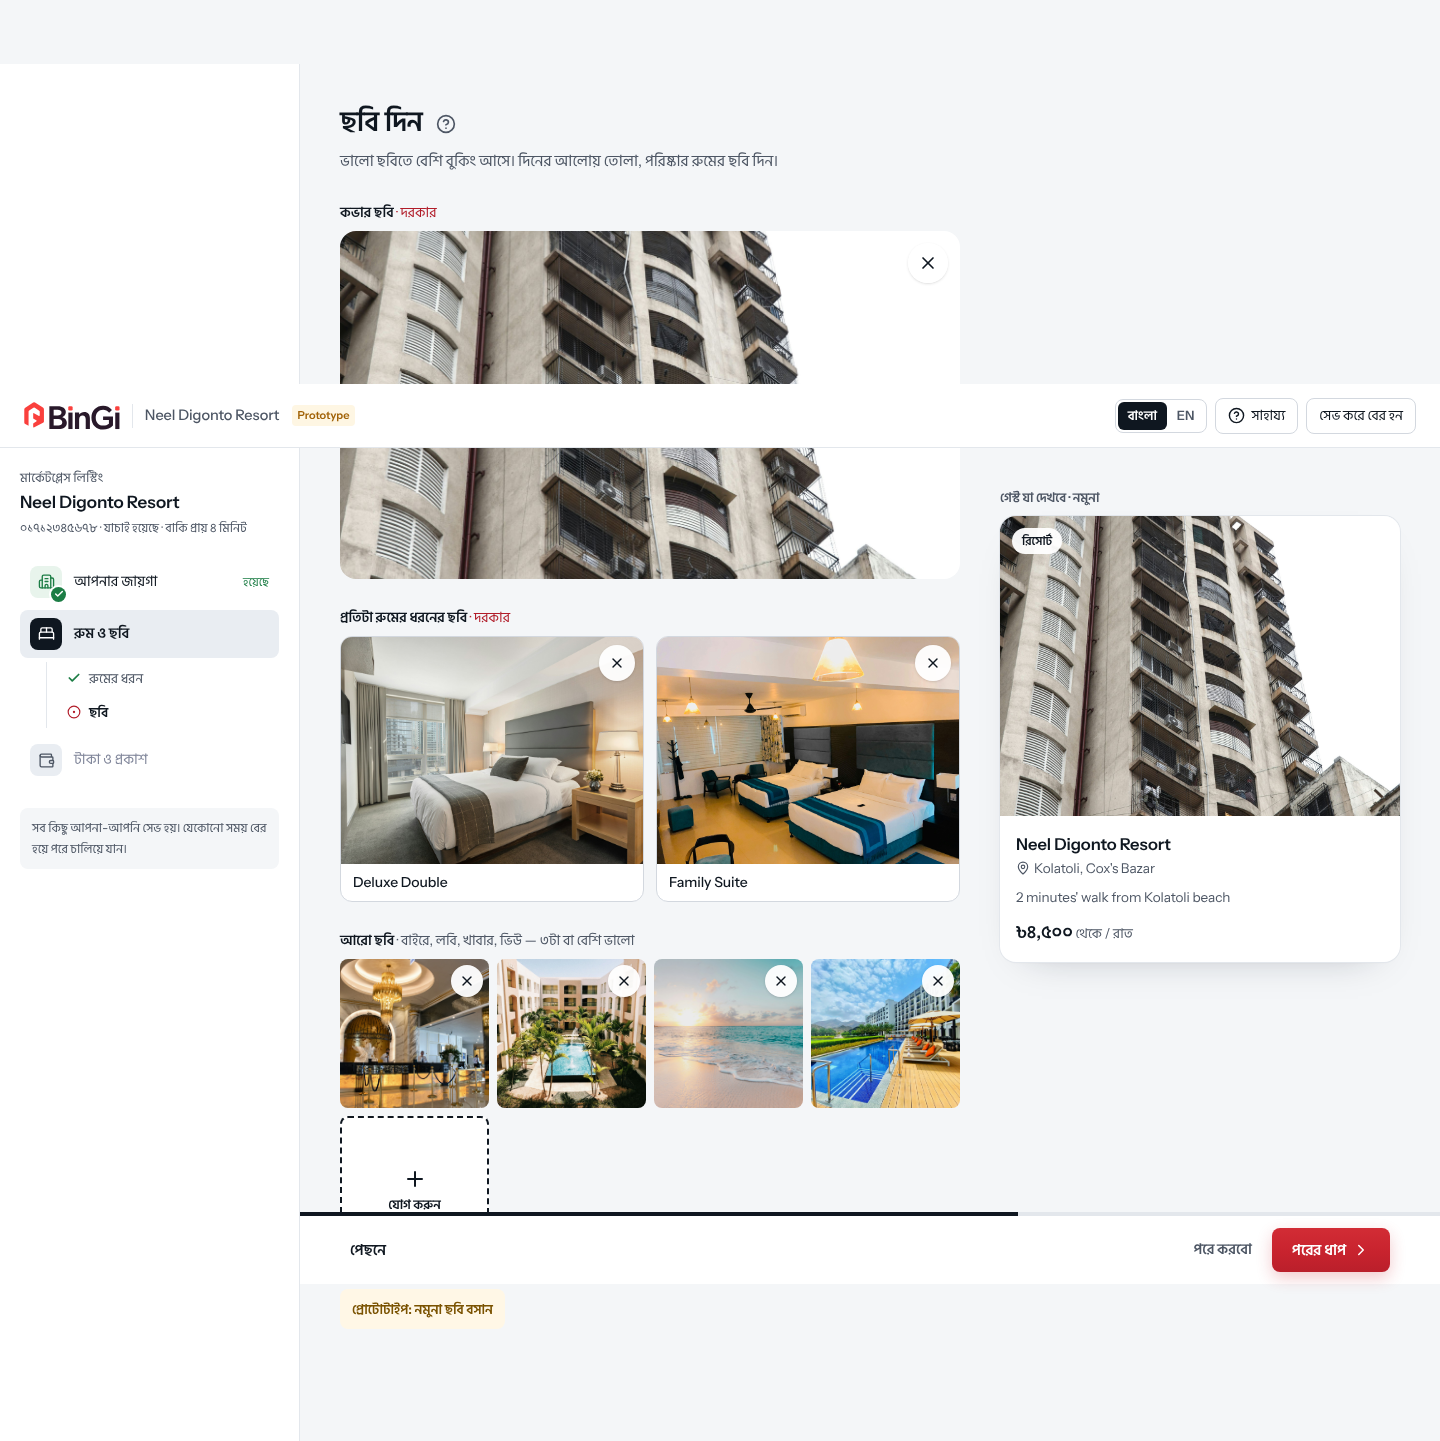 ছবি দিন
ভালো ছবিতে বেশি বুকিং আসে। দিনের আলোয় তোলা, পরিষ্কার রুমের ছবি দিন।
কভার ছবি · দরকার
BinGi
Neel Digonto Resort
Prototype
বাংলা
EN
সাহায্য
সেভ করে বের হন
মার্কেটপ্লেস লিস্টিং
Neel Digonto Resort
০১৭১২৩৪৫৬৭৮ · যাচাই হয়েছে · বাকি প্রায় ৪ মিনিট
আপনার জায়গা
হয়েছে
রুম ও ছবি
রুমের ধরন
ছবি
টাকা ও প্রকাশ
সব কিছু আপনা-আপনি সেভ হয়। যেকোনো সময় বের
হয়ে পরে চালিয়ে যান।
প্রতিটা রুমের ধরনের ছবি · দরকার
Deluxe Double
Family Suite
আরো ছবি · বাইরে, লবি, খাবার, ভিউ — ৩টা বা বেশি ভালো
যোগ করুন
গেস্ট যা দেখবে · নমুনা
রিসোর্ট
Neel Digonto Resort
Kolatoli, Cox's Bazar
2 minutes' walk from Kolatoli beach
৳৪,৫০০ থেকে / রাত
পেছনে
পরে করবো
পরের ধাপ
প্রোটোটাইপ: নমুনা ছবি বসান